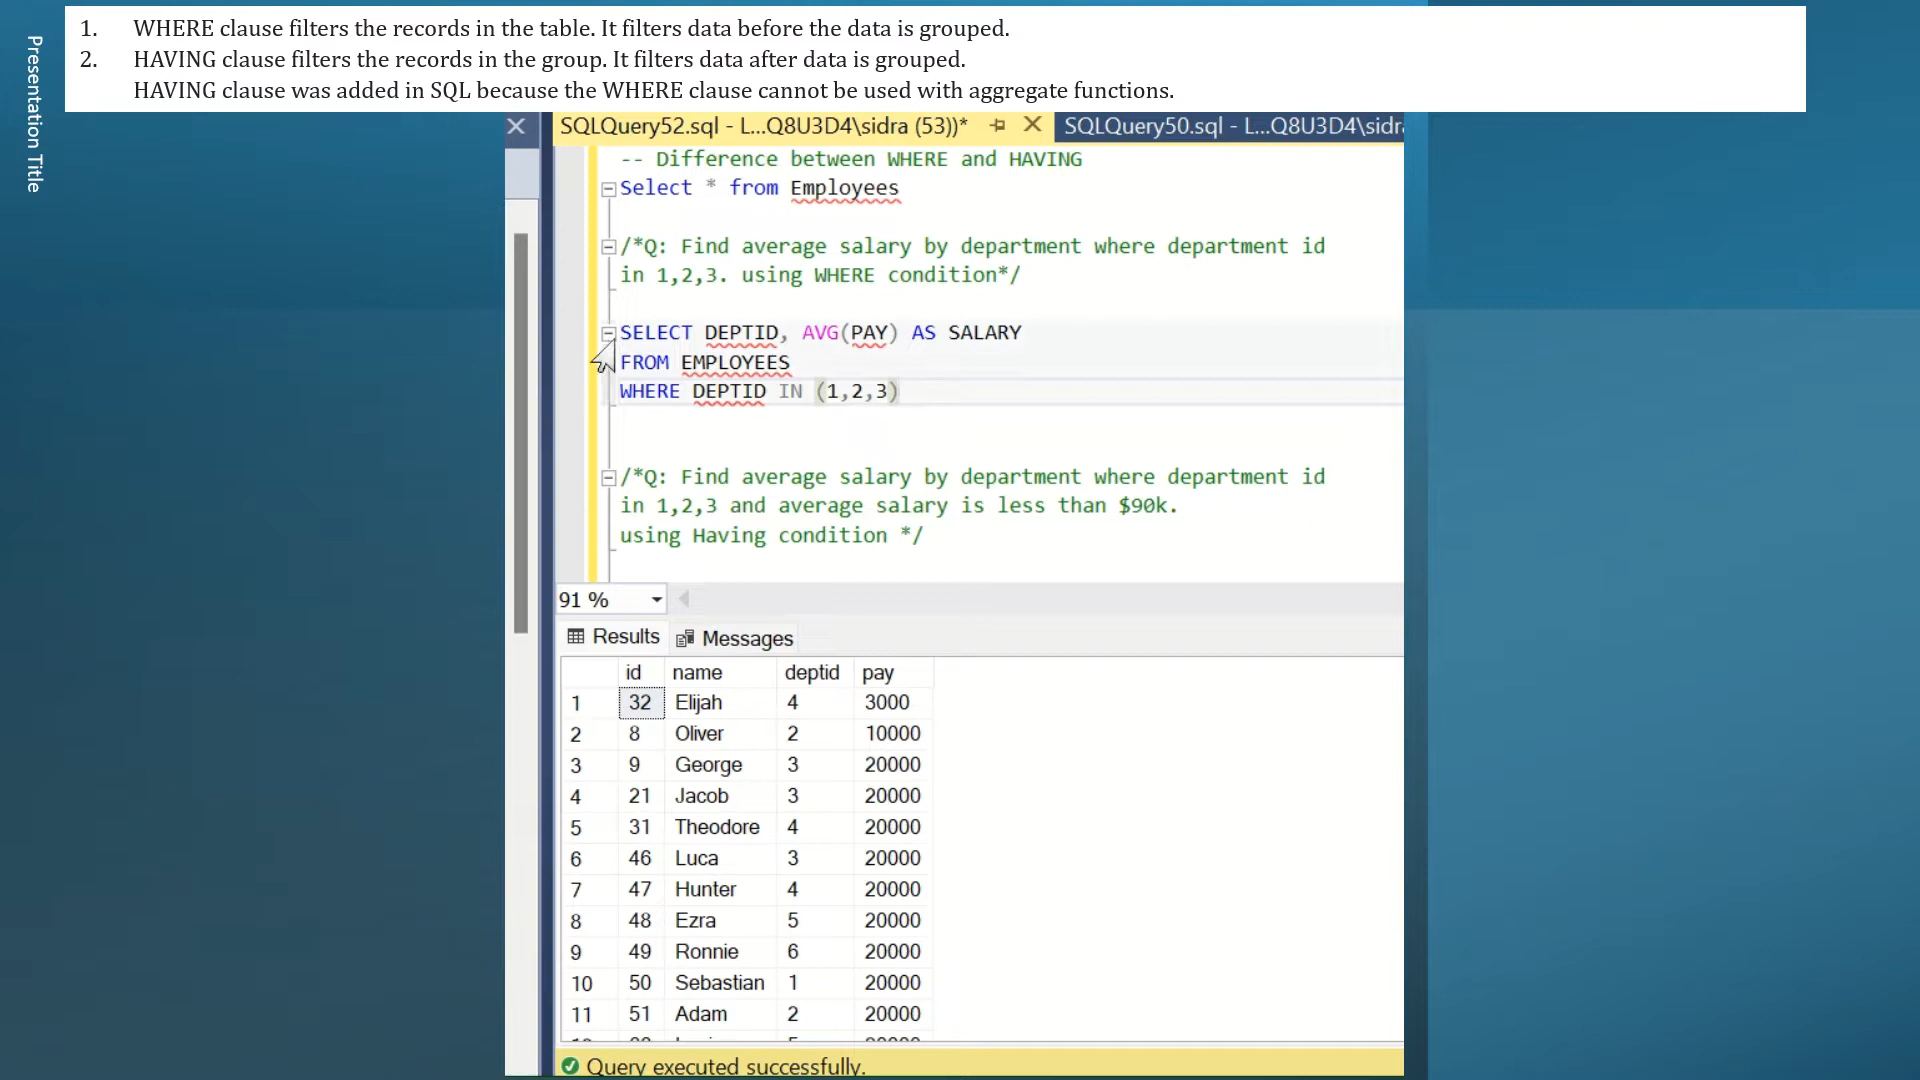 Presentation Title
1. WHERE clause filters the records in the table. It filters data before the data is grouped.
2. HAVING clause filters the records in the group. It filters data after data is grouped.
HAVING clause was added in SQL because the WHERE clause cannot be used with aggregate functions.
SQLQuery52.sql - L...Q8U3D4\sidra (53))* SQLQuery50.sql - L...Q8U3D4\sidr
-- Difference between WHERE and HAVING
Select * from Employees
/*Q: Find average salary by department where department id
in 1,2,3. using WHERE condition*/
SELECT DEPTID, AVG(PAY) AS SALARY
FROM EMPLOYEES
WHERE DEPTID IN (1,2,3)
/*Q: Find average salary by department where department id
in 1,2,3 and average salary is less than $90k.
using Having condition */
91 %
Results Messages
id name deptid pay
1 32 Elijah 4 3000
2 8 Oliver 2 10000
3 9 George 3 20000
4 21 Jacob 3 20000
5 31 Theodore 4 20000
6 46 Luca 3 20000
7 47 Hunter 4 20000
8 48 Ezra 5 20000
9 49 Ronnie 6 20000
10 50 Sebastian 1 20000
11 51 Adam 2 20000
Query executed successfully.